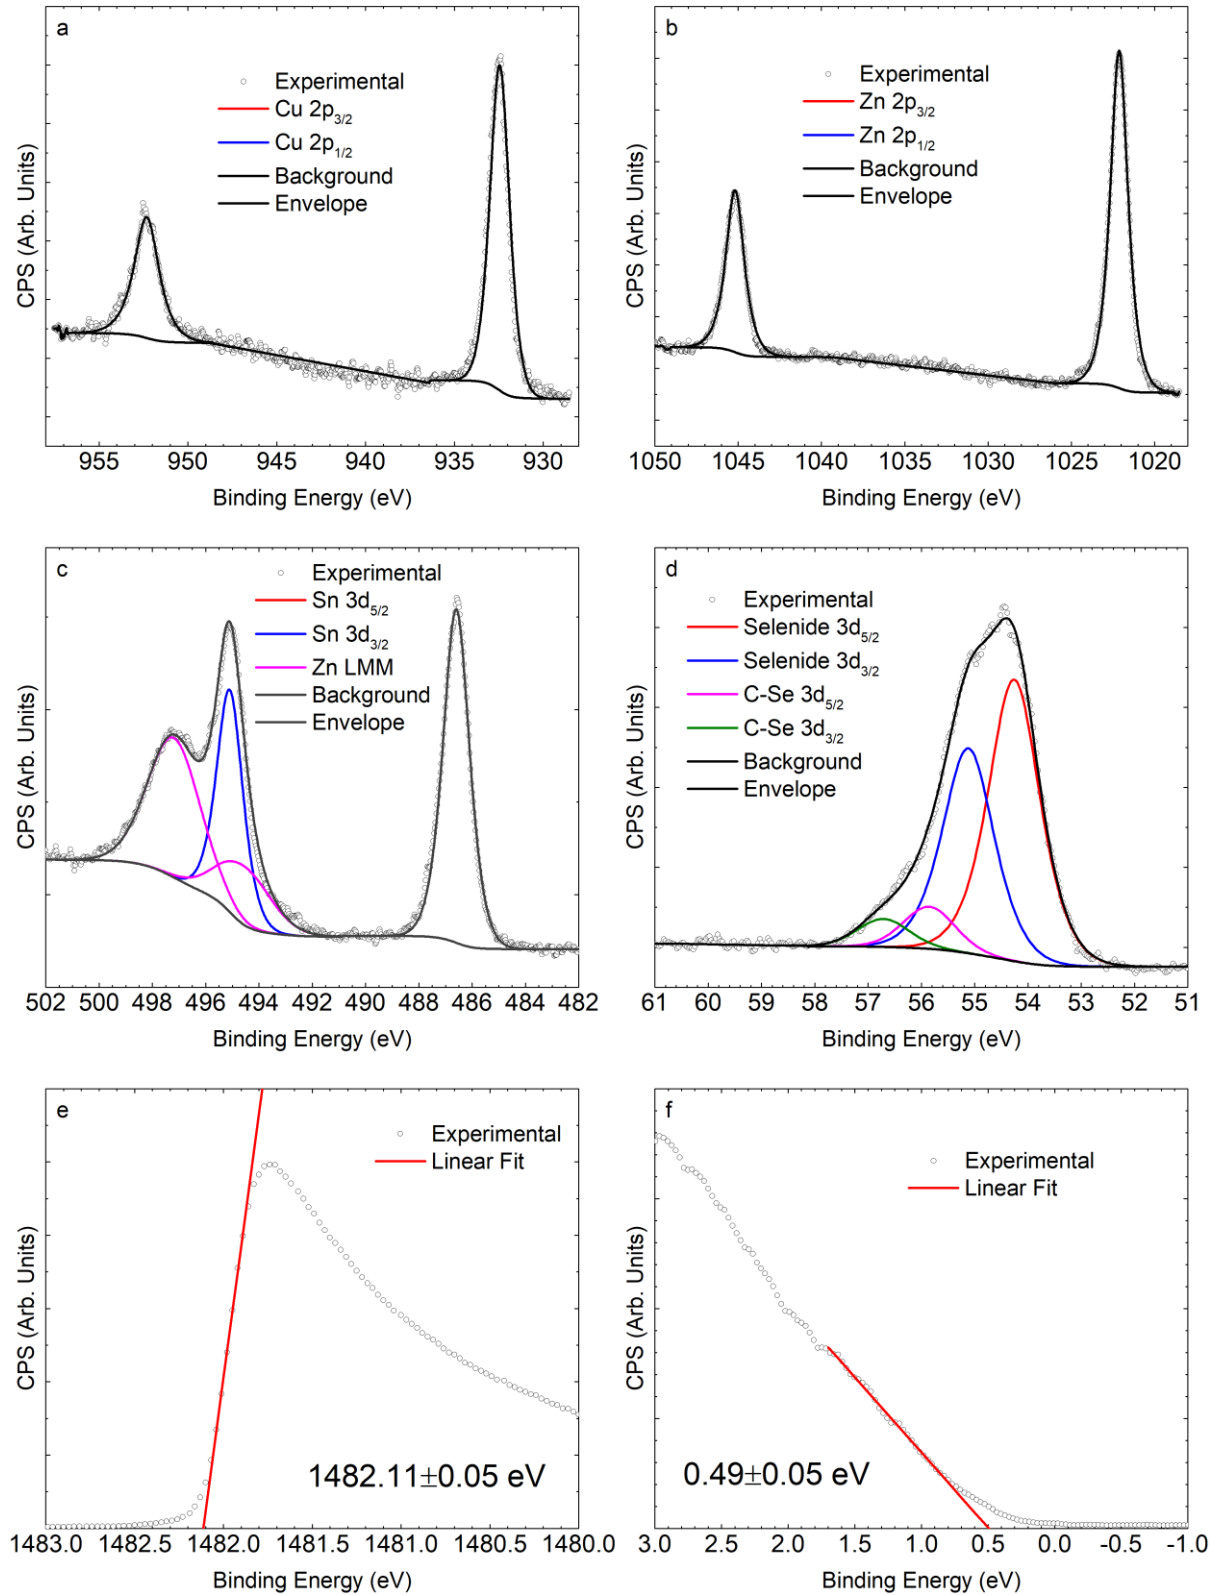 a
Experimental
Cu 2p3/2
Cu 2p1/2
Background
Envelope
CPS (Arb. Units)
955 950 945 940 935 930
Binding Energy (eV)
b
Experimental
Zn 2p3/2
Zn 2p1/2
Background
Envelope
CPS (Arb. Units)
1050 1045 1040 1035 1030 1025 1020
Binding Energy (eV)
c
Experimental
Sn 3d5/2
Sn 3d3/2
Zn LMM
Background
Envelope
CPS (Arb. Units)
502 500 498 496 494 492 490 488 486 484 482
Binding Energy (eV)
d
Experimental
Selenide 3d5/2
Selenide 3d3/2
C-Se 3d5/2
C-Se 3d3/2
Background
Envelope
CPS (Arb. Units)
61 60 59 58 57 56 55 54 53 52 51
Binding Energy (eV)
e
Experimental
Linear Fit
1482.11±0.05 eV
CPS (Arb. Units)
1483.0 1482.5 1482.0 1481.5 1481.0 1480.5 1480.0
Binding Energy (eV)
f
Experimental
Linear Fit
0.49±0.05 eV
CPS (Arb. Units)
3.0 2.5 2.0 1.5 1.0 0.5 0.0 -0.5 -1.0
Binding Energy (eV)